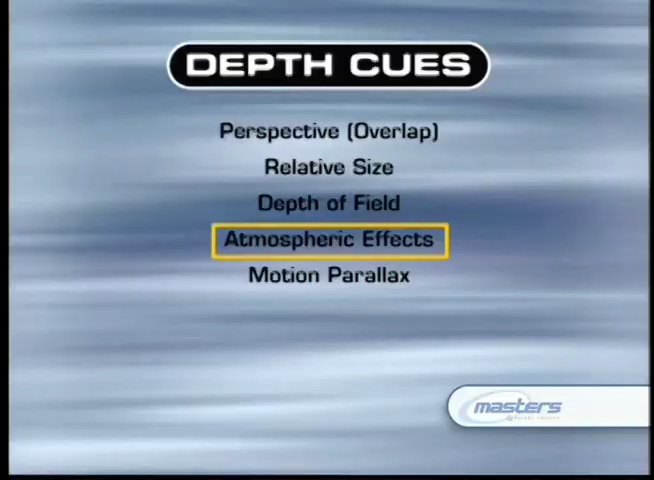 DEPTH CUES
Perspective (Overlap)
Relative Size
Depth of Field
Atmospheric Effects
Motion Parallax
masters